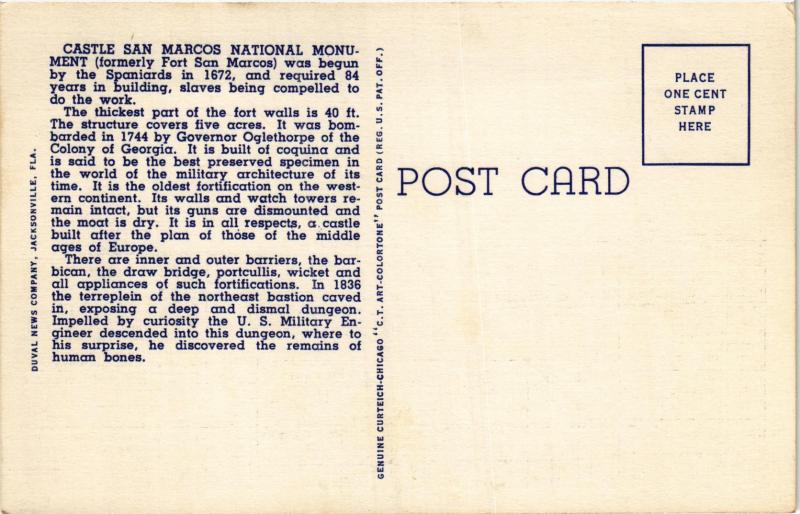 CASTLE SAN MARCOS NATIONAL MONU-
MENT (formerly Fort San Marcos) was begun
by the Spaniards in 1672, and required 84
years in building, slaves being compelled to
do the work.
The thickest part of the fort walls is 40 ft.
The structure covers five acres. It was bom-
barded in 1744 by Governor Oglethorpe of the
Colony of Georgia. It is built of coquina and
is said to be the best preserved specimen in
the world of the military architecture of its
time. It is the oldest fortification on the west-
ern continent. Its walls and watch towers re-
main intact, but its guns are dismounted and
the moat is dry. It is in all respects, a castle
built after the plan of those of the middle
ages of Europe.
There are inner and outer barriers, the bar-
bican, the draw bridge, portcullis, wicket and
all appliances of such fortifications. In 1836
the terreplein of the northeast bastion caved
in, exposing a deep and dismal dungeon.
Impelled by curiosity the U. S. Military En-
gineer descended into this dungeon, where to
his surprise, he discovered the remains of
human bones.
DUVAL NEWS COMPANY, JACKSONVILLE, FLA.
GENUINE CURTEICH-CHICAGO "C.T. ART-COLORTONE" POST CARD (REG. U.S. PAT. OFF.)
POST CARD
PLACE
ONE CENT
STAMP
HERE